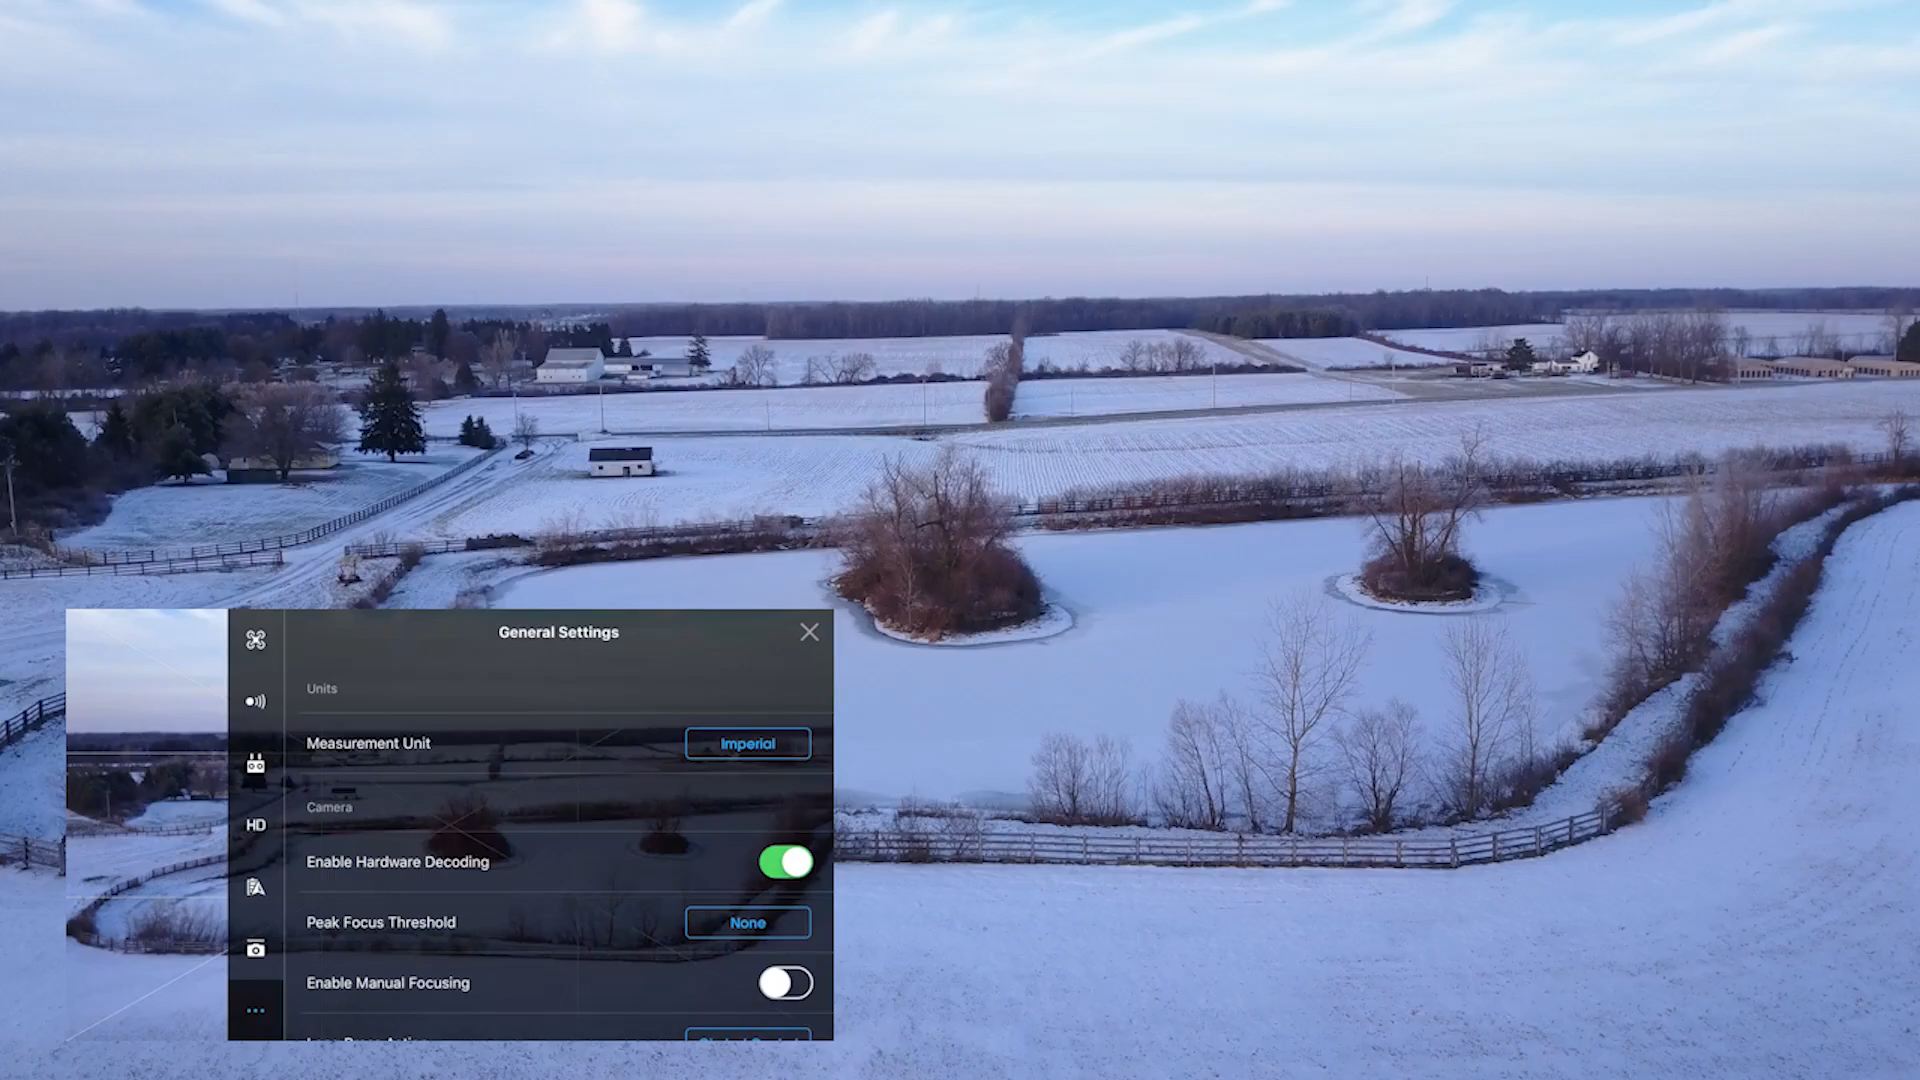 General Settings
Units
Measurement Unit
Imperial
Camera
Enable Hardware Decoding
HD
Peak Focus Threshold
None
Enable Manual Focusing